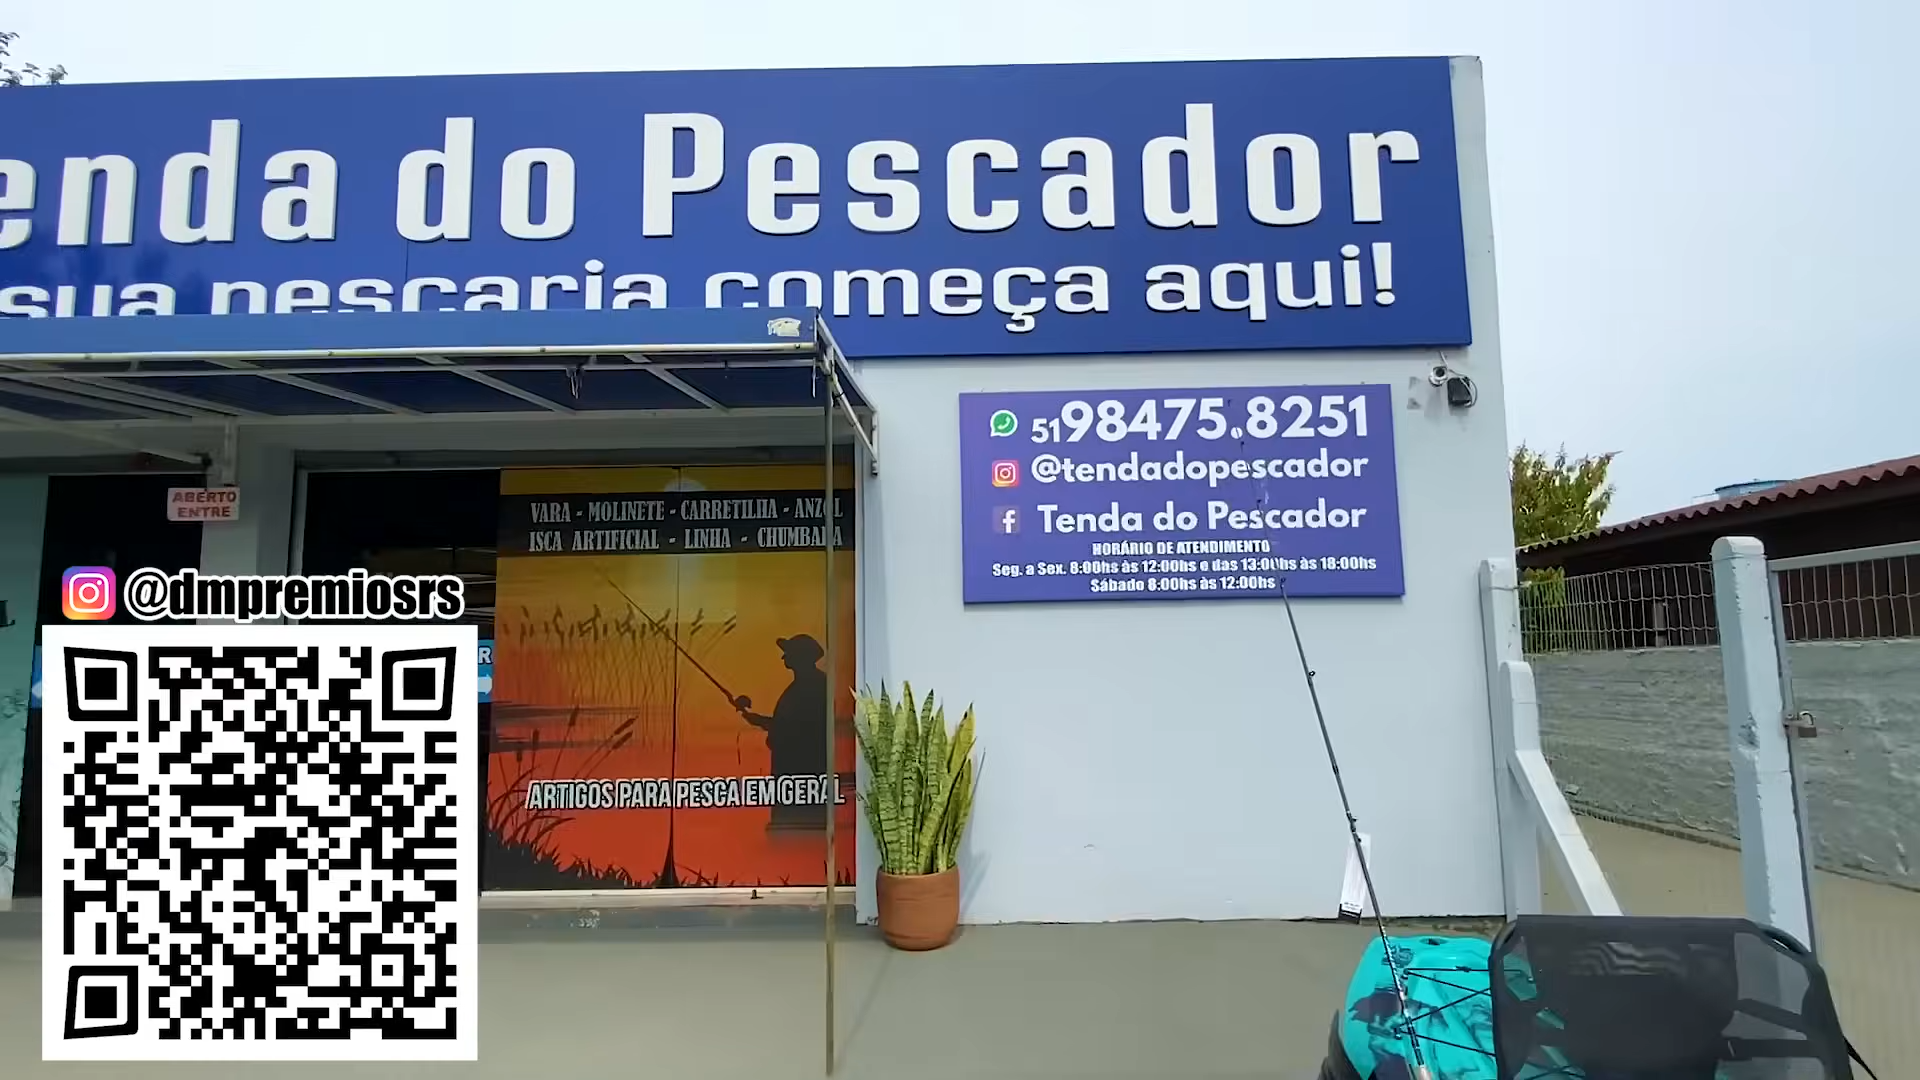 enda do Pescador
sua pescaria começa aqui!
51 98475.8251
@tendadopescador
Tenda do Pescador
HORÁRIO DE ATENDIMENTO
Seg. a Sex. 8:00hs às 12:00hs e das 13:00hs às 18:00hs
Sábado 8:00hs às 12:00hs
ABERTO
ENTRE
VARA - MOLINETE - CARRETILHA - ANZOL
ISCA ARTIFICIAL - LINHA - CHUMBADA
ARTIGOS PARA PESCA EM GERAL
@dmpremiosrs